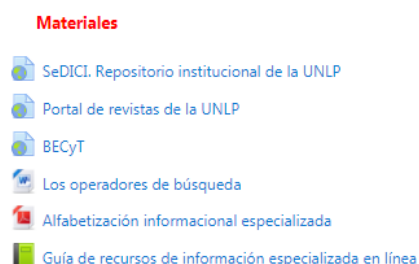 Materiales
SeDICI. Repositorio institucional de la UNLP
Portal de revistas de la UNLP
BECyT
Los operadores de búsqueda
Alfabetización informacional especializada
Guía de recursos de información especializada en línea